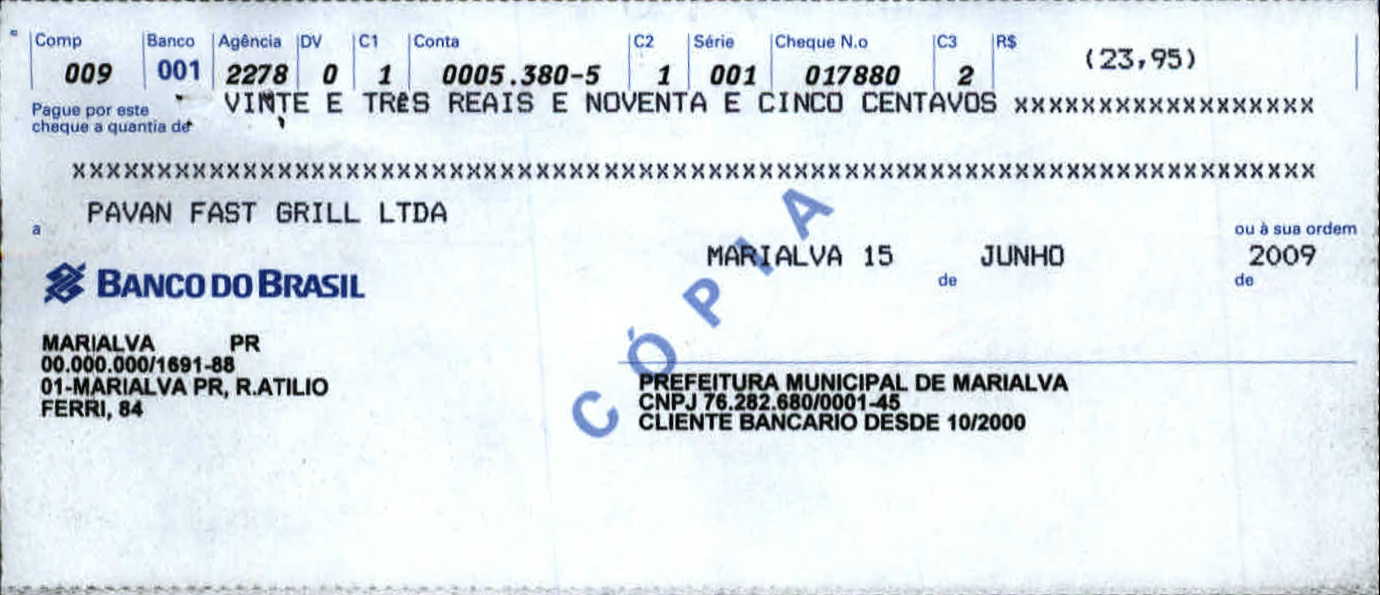 Comp Banco Agência DV C1 Conta C2 Série Cheque N.o C3 R$
009 001 2278 0 1 0005.380-5 1 001 017880 2 (23,95)
Pague por este
cheque a quantia de VINTE E TRÊS REAIS E NOVENTA E CINCO CENTAVOS xxxxxxxxxxxxxxxxxx
xxxxxxxxxxxxxxxxxxxxxxxxxxxxxxxxxxxxxxxxxxxxxxxxxxxxxxxxxxxxxxxxxxxxxxxxxx
a PAVAN FAST GRILL LTDA ou à sua ordem
MARIALVA 15 de JUNHO de 2009
BANCO DO BRASIL
CÓPIA
MARIALVA PR
00.000.000/1691-88
01-MARIALVA PR, R.ATILIO
FERRI, 84
PREFEITURA MUNICIPAL DE MARIALVA
CNPJ 76.282.680/0001-45
CLIENTE BANCARIO DESDE 10/2000